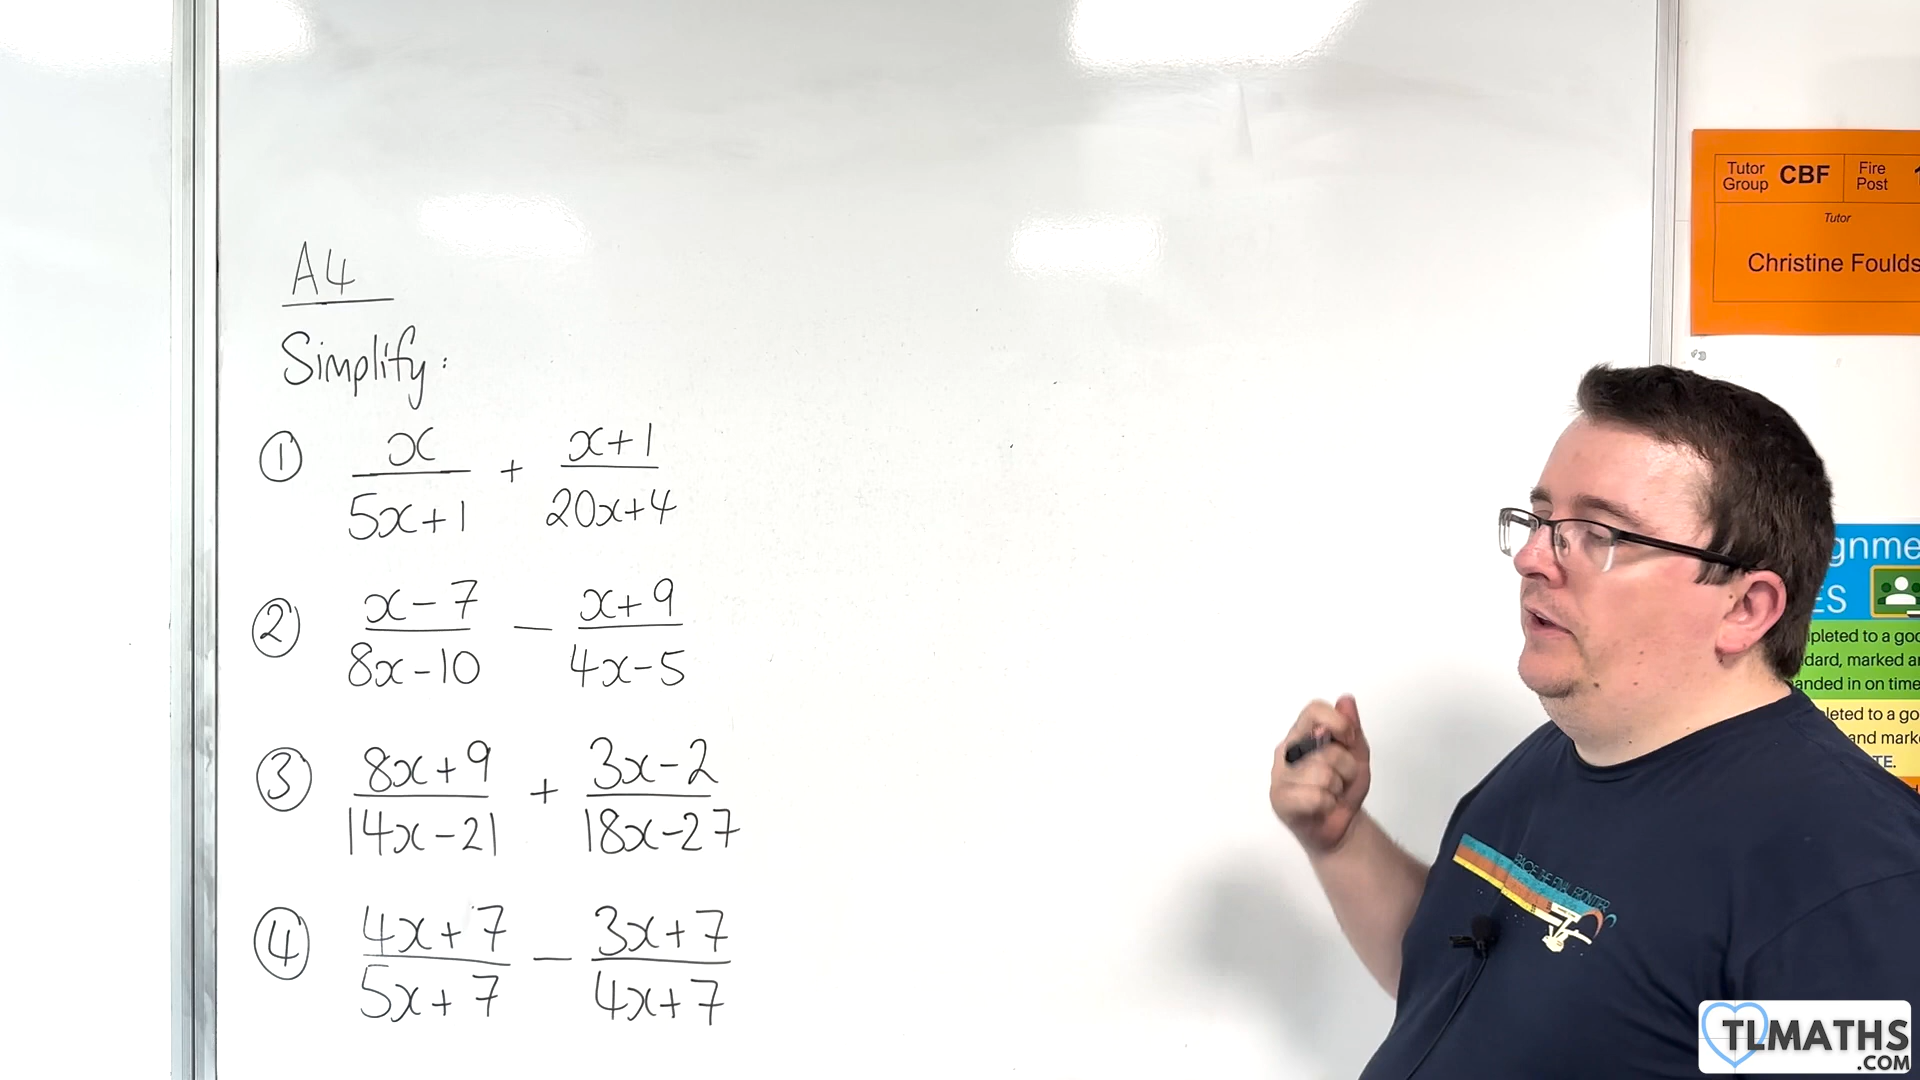 A4
Simplify:
① x/(5x+1) + (x+1)/(20x+4)
② (x-7)/(8x-10) - (x+9)/(4x-5)
③ (8x+9)/(14x-21) + (3x-2)/(18x-27)
④ (4x+7)/(5x+7) - (3x+7)/(4x+7)
Tutor Group CBF Fire Post
Tutor
Christine Foulds
TLMATHS
.COM